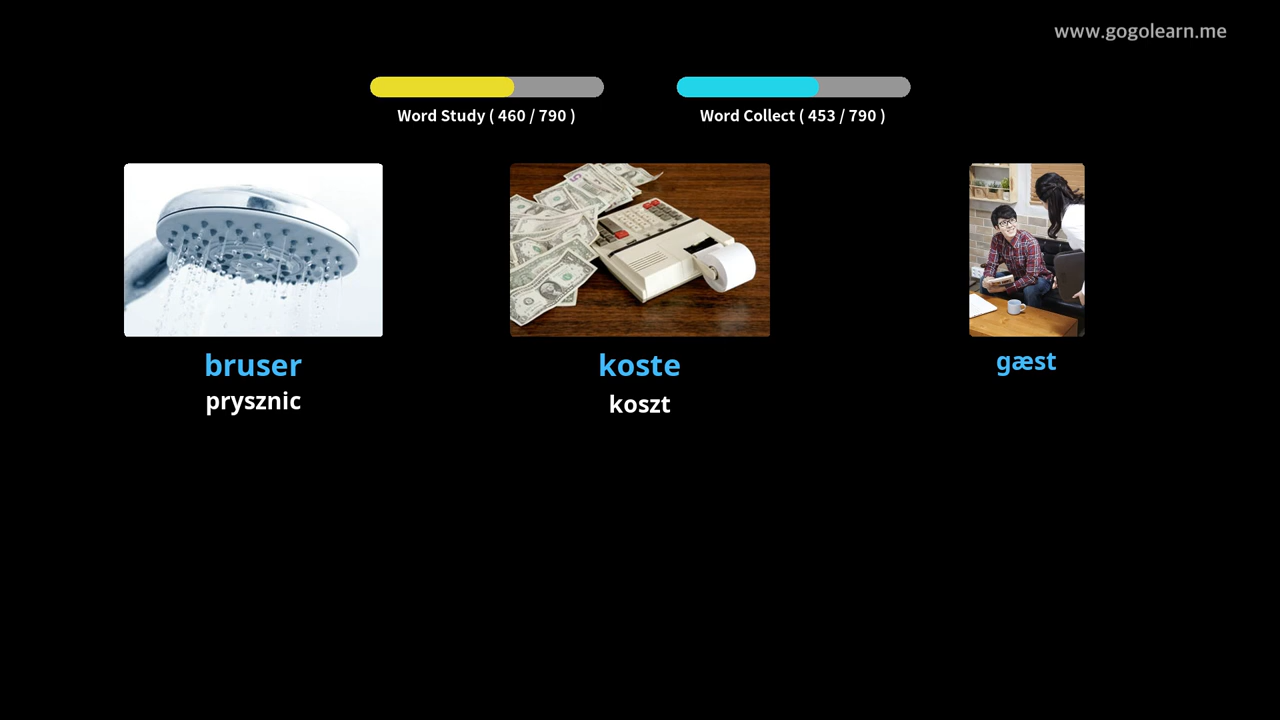 www.gogolearn.me
Word Study ( 460 / 790 )
Word Collect ( 453 / 790 )
bruser
prysznic
koste
koszt
gæst